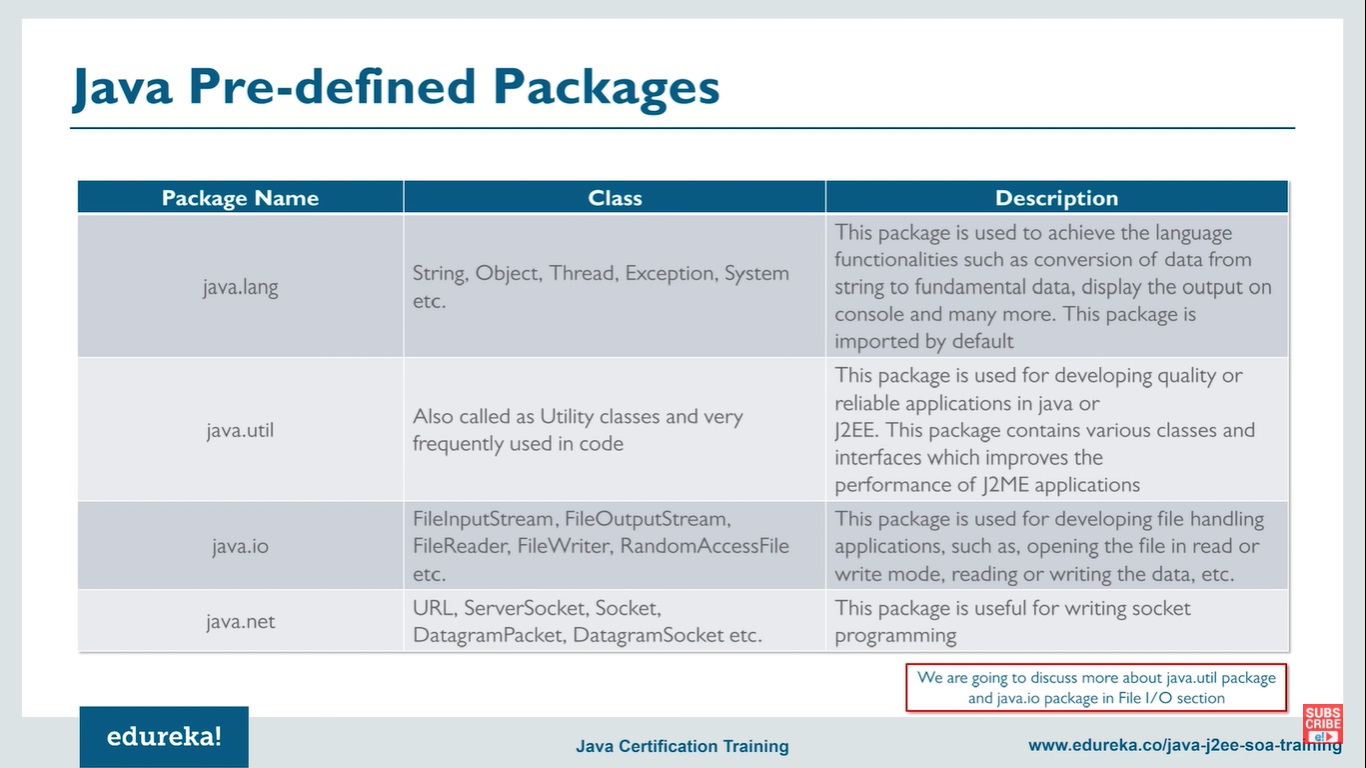 Java Pre-defined Packages
Package Name
Class
Description
java.lang
String, Object, Thread, Exception, System
etc.
This package is used to achieve the language
functionalities such as conversion of data from
string to fundamental data, display the output on
console and many more. This package is
imported by default
java.util
Also called as Utility classes and very
frequently used in code
This package is used for developing quality or
reliable applications in java or
J2EE. This package contains various classes and
interfaces which improves the
performance of J2ME applications
java.io
FileInputStream, FileOutputStream,
FileReader, FileWriter, RandomAccessFile
etc.
This package is used for developing file handling
applications, such as, opening the file in read or
write mode, reading or writing the data, etc.
java.net
URL, ServerSocket, Socket,
DatagramPacket, DatagramSocket etc.
This package is useful for writing socket
programming
We are going to discuss more about java.util package
and java.io package in File I/O section
SUBS
CRIBE
e!
edureka!
Java Certification Training
www.edureka.co/java-j2ee-soa-training